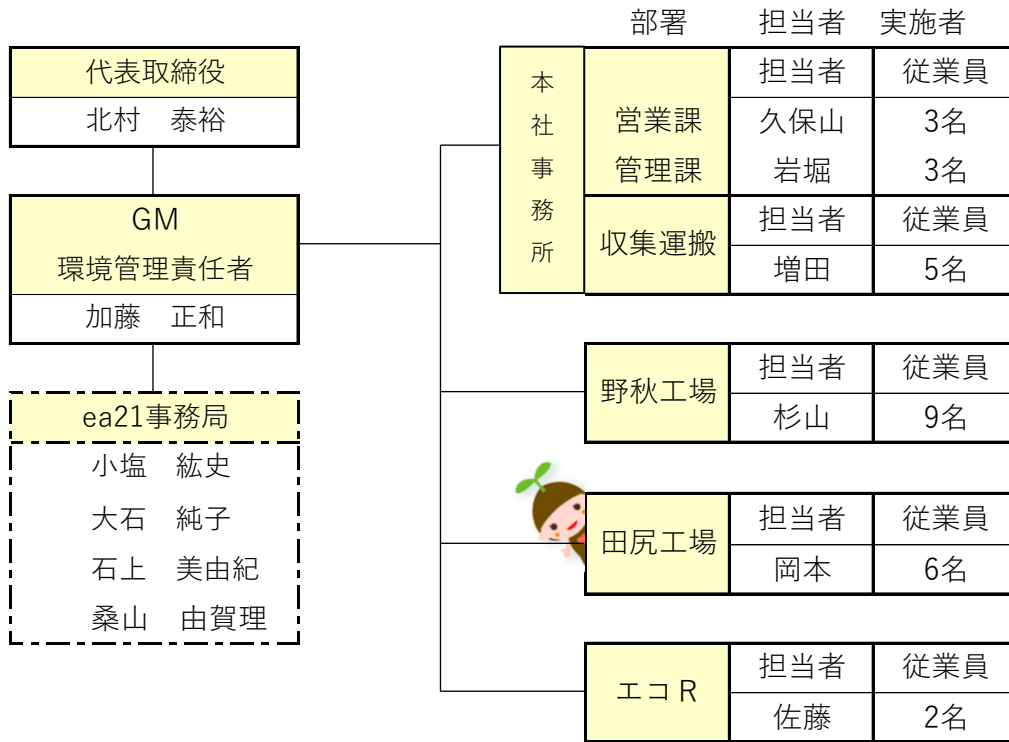 代表取締役
北村　泰裕
GM
環境管理責任者
加藤　正和
ea21事務局
小塩　紘史
大石　純子
石上　美由紀
桑山　由賀理
部署　担当者　実施者
本社事務所
担当者　従業員
営業課　久保山　3名
管理課　岩堀　3名
収集運搬　担当者　従業員
増田　5名
野秋工場　担当者　従業員
杉山　9名
田尻工場　担当者　従業員
岡本　6名
エコR　担当者　従業員
佐藤　2名